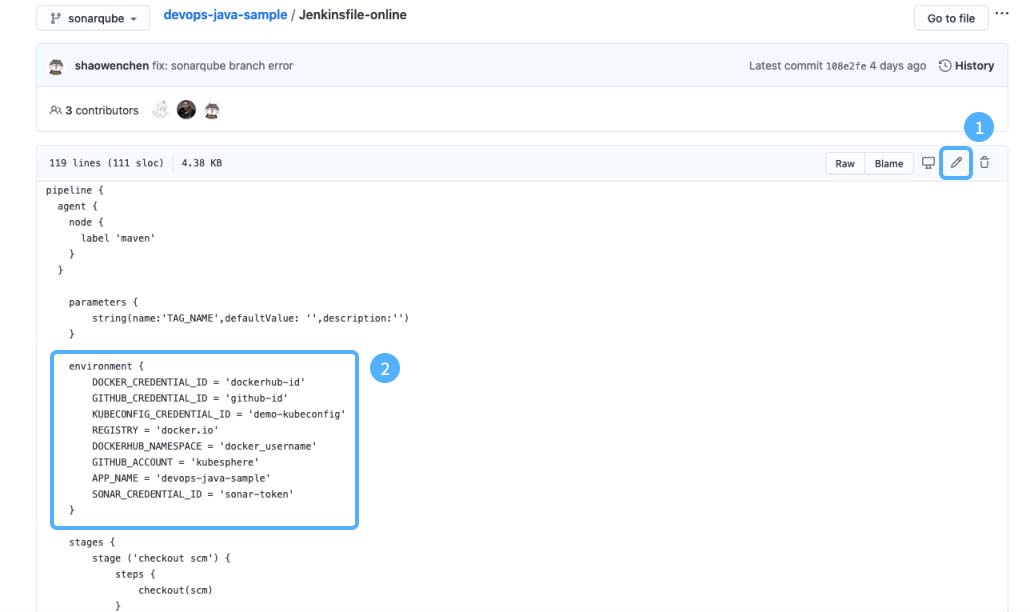 sonarqube
devops-java-sample / Jenkinsfile-online
Go to file
shaowenchen fix: sonarqube branch error
Latest commit 108e2fe 4 days ago
History
3 contributors
1
119 lines (111 sloc) 4.38 KB
Raw
Blame
pipeline {
agent {
node {
label 'maven'
}
}
parameters {
string(name:'TAG_NAME',defaultValue: '',description:'')
}
2
environment {
DOCKER_CREDENTIAL_ID = 'dockerhub-id'
GITHUB_CREDENTIAL_ID = 'github-id'
KUBECONFIG_CREDENTIAL_ID = 'demo-kubeconfig'
REGISTRY = 'docker.io'
DOCKERHUB_NAMESPACE = 'docker_username'
GITHUB_ACCOUNT = 'kubesphere'
APP_NAME = 'devops-java-sample'
SONAR_CREDENTIAL_ID = 'sonar-token'
}
stages {
stage ('checkout scm') {
steps {
checkout(scm)
}